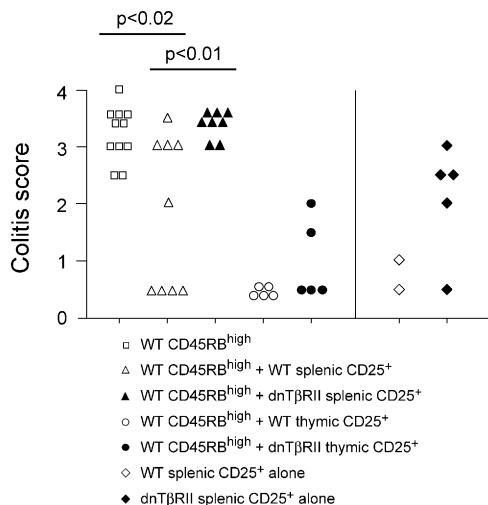 p<0.02
p<0.01
Colitis score
4
3
2
1
0
WT CD45RBhigh
WT CD45RBhigh + WT splenic CD25+
WT CD45RBhigh + dnTβRII splenic CD25+
WT CD45RBhigh + WT thymic CD25+
WT CD45RBhigh + dnTβRII thymic CD25+
WT splenic CD25+ alone
dnTβRII splenic CD25+ alone